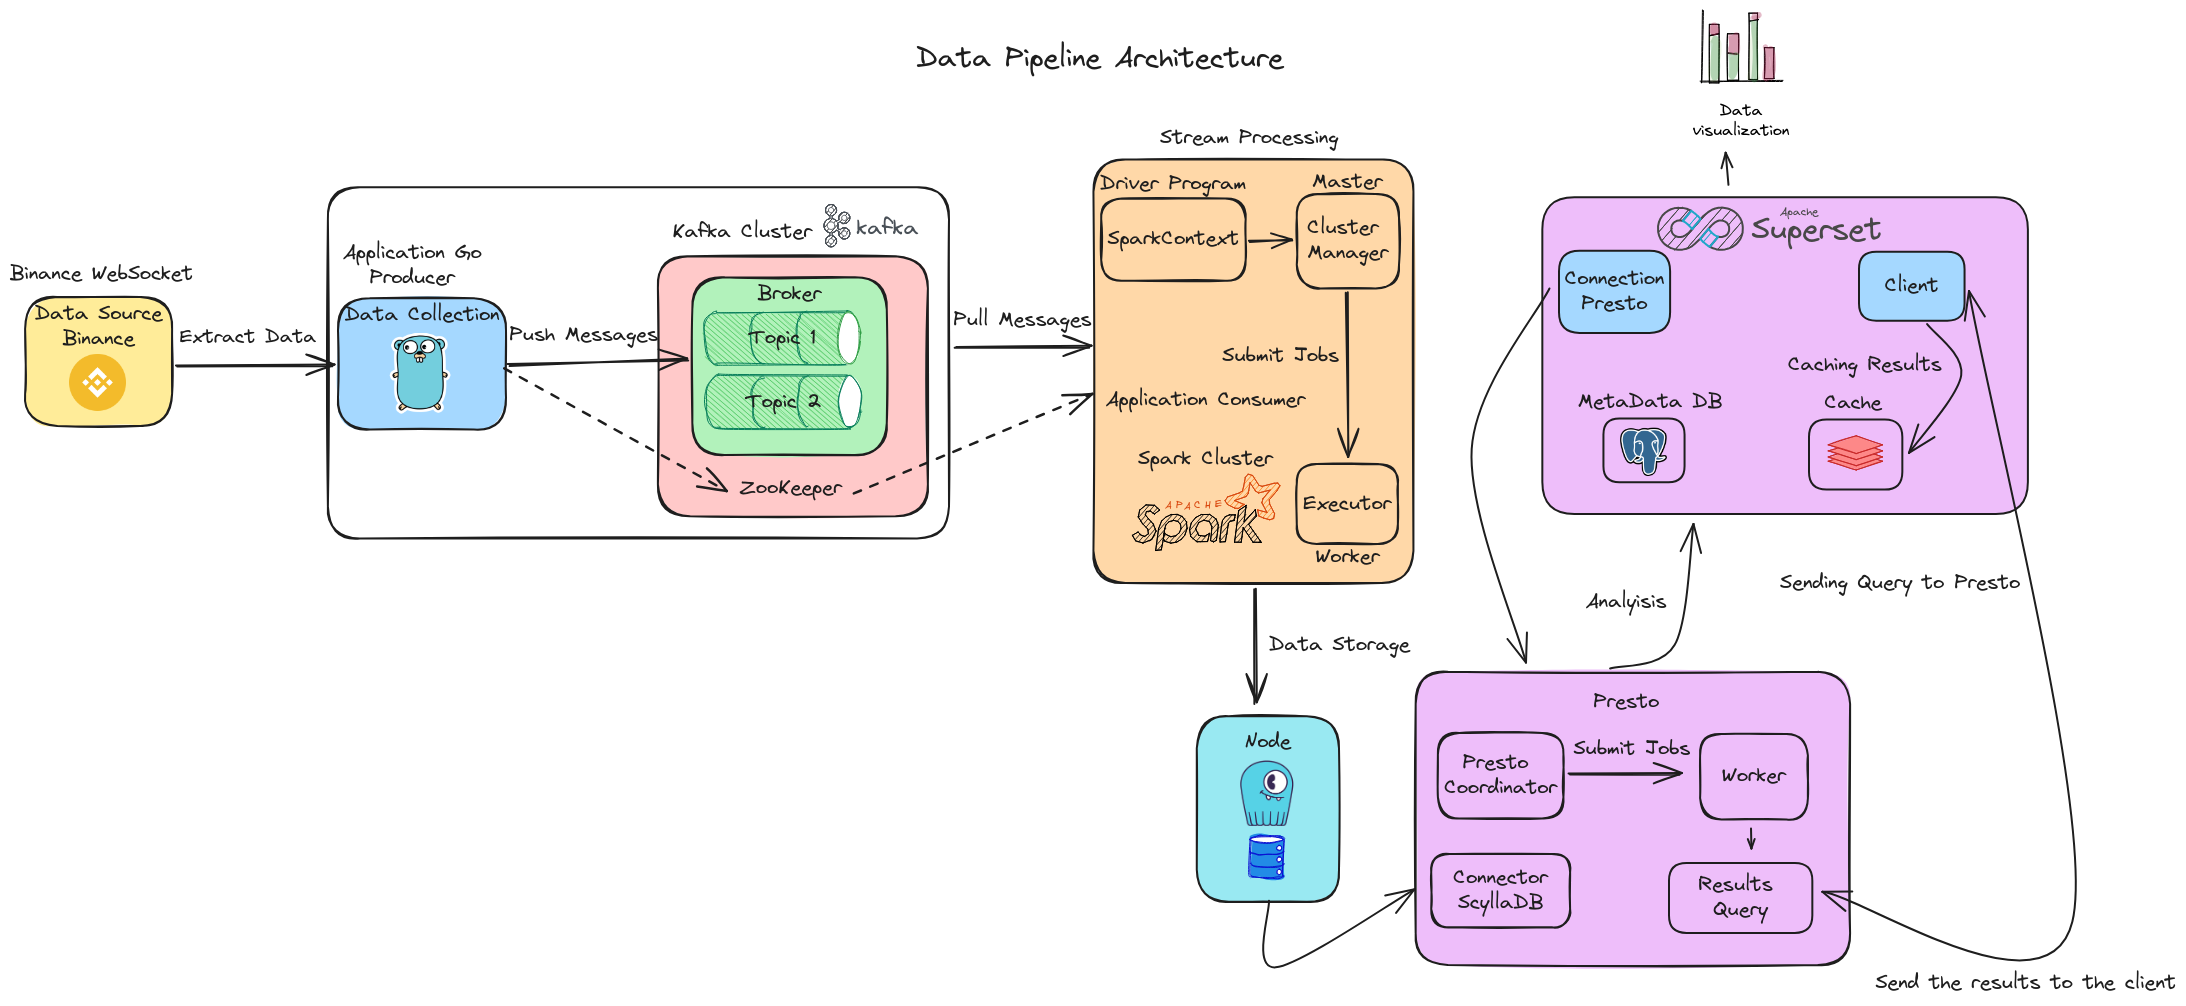 Data Pipeline Architecture
Data
visualization
Binance WebSocket
Data Source
Binance
Extract Data
Application Go
Producer
Data Collection
Push Messages
Kafka Cluster
kafka
Broker
Topic 1
Topic 2
ZooKeeper
Pull Messages
Stream Processing
Driver Program
SparkContext
Master
Cluster
Manager
Submit Jobs
Application Consumer
Spark Cluster
APACHE
Spark
Executor
Worker
Data Storage
Node
Apache
Superset
Connection
Presto
Client
Caching Results
MetaData DB
Cache
Analyisis
Sending Query to Presto
Presto
Presto
Coordinator
Submit Jobs
Worker
Connector
ScyllaDB
Results
Query
Send the results to the client